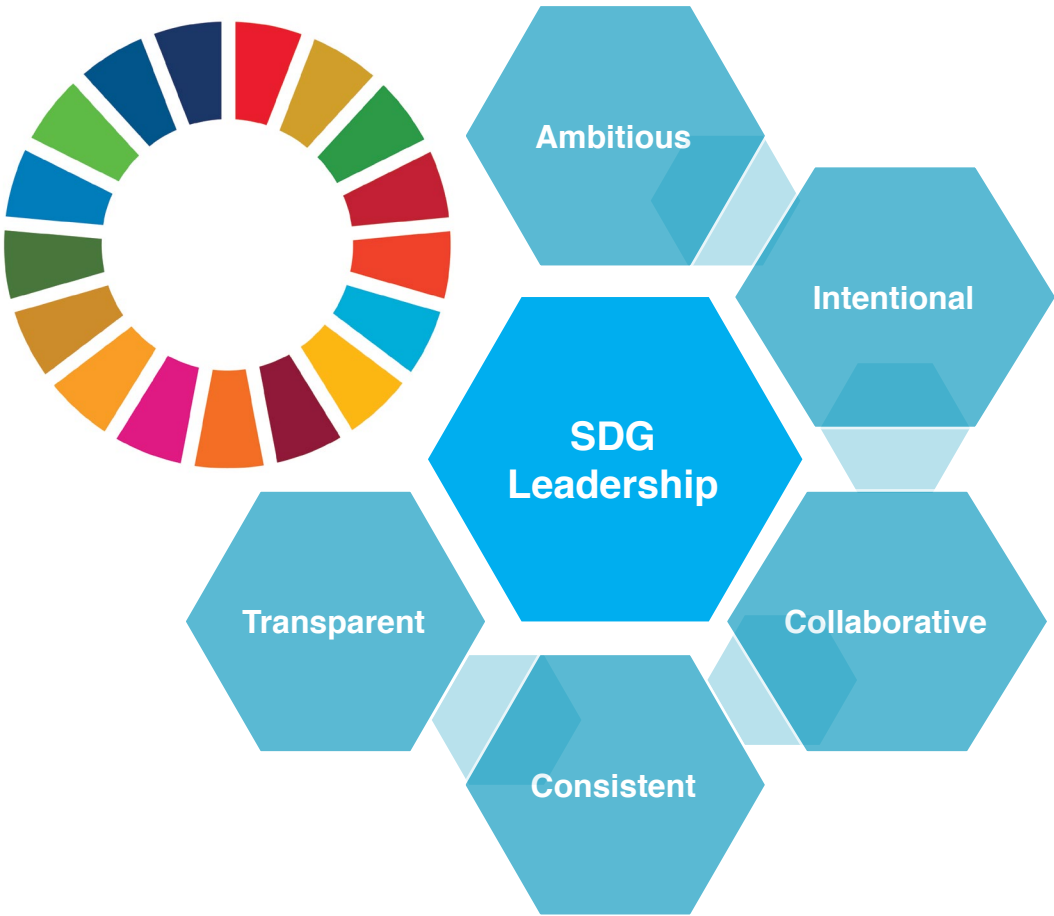 Ambitious
Intentional
SDG
Leadership
Transparent
Collaborative
Consistent